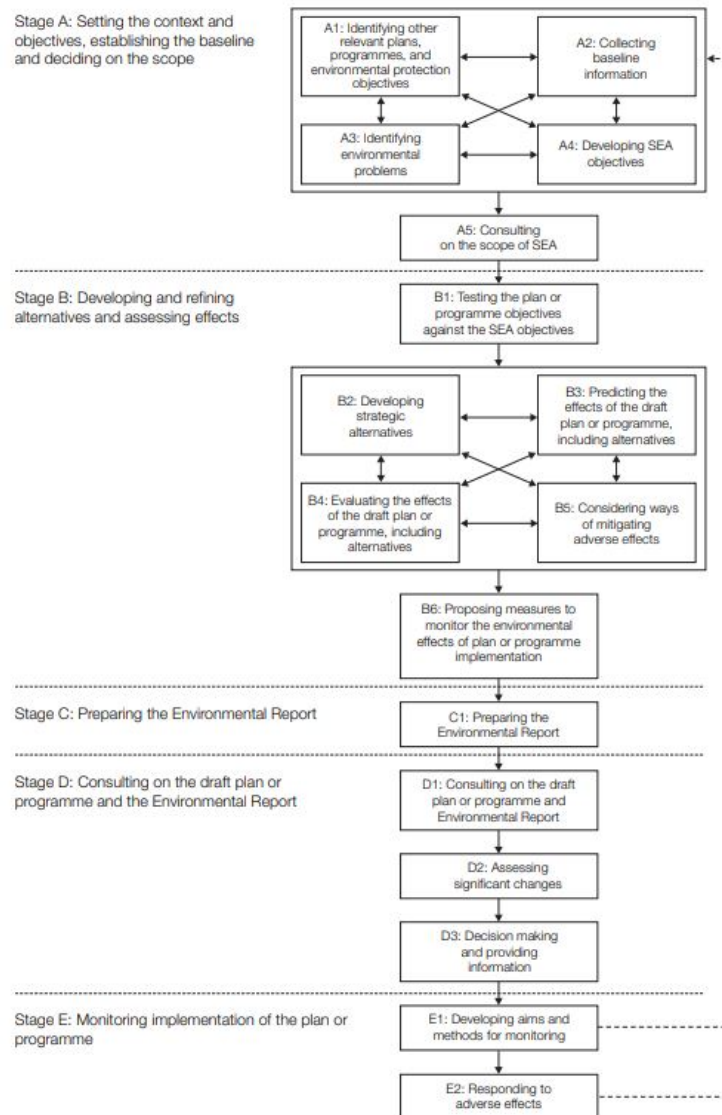 Stage A: Setting the context and
objectives, establishing the baseline
and deciding on the scope
A1: Identifying other
relevant plans,
programmes, and
environmental protection
objectives
A2: Collecting
baseline
information
A3: Identifying
environmental
problems
A4: Developing SEA
objectives
A5: Consulting
on the scope of SEA
Stage B: Developing and refining
alternatives and assessing effects
B1: Testing the plan or
programme objectives
against the SEA objectives
B2: Developing
strategic
alternatives
B3: Predicting the
effects of the draft
plan or programme,
including alternatives
B4: Evaluating the effects
of the draft plan or
programme, including
alternatives
B5: Considering ways
of mitigating
adverse effects
B6: Proposing measures to
monitor the environmental
effects of plan or programme
implementation
Stage C: Preparing the Environmental Report
C1: Preparing the
Environmental Report
Stage D: Consulting on the draft plan or
programme and the Environmental Report
D1: Consulting on the draft
plan or programme and
Environmental Report
D2: Assessing
significant changes
D3: Decision making
and providing
information
Stage E: Monitoring implementation of the plan or
programme
E1: Developing aims and
methods for monitoring
E2: Responding to
adverse effects